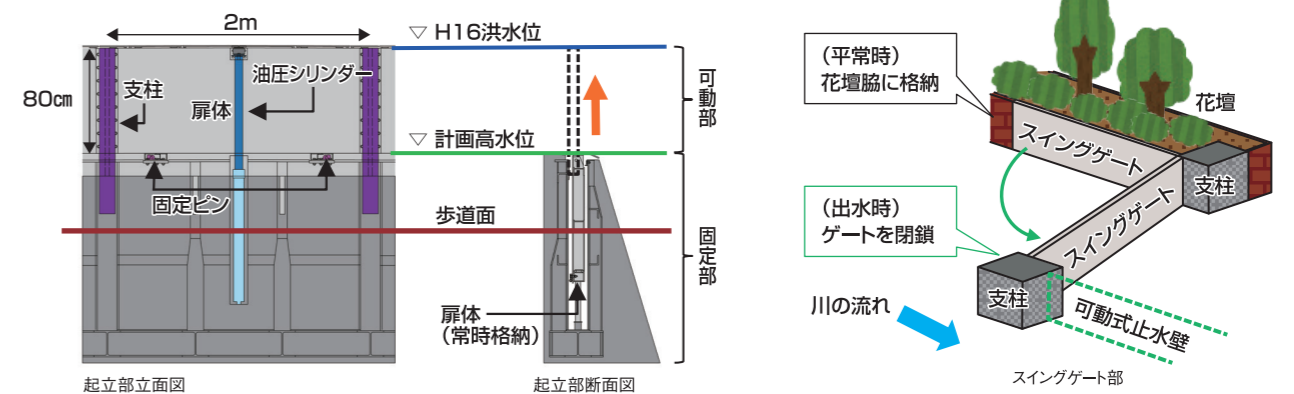 2m
▽ H16洪水位
80㎝
支柱
扉体
油圧シリンダー
可動部
▽ 計画高水位
固定ピン
歩道面
固定部
扉体
（常時格納）
起立部立面図
起立部断面図
（平常時）
花壇脇に格納
花壇
スイングゲート
支柱
（出水時）
ゲートを閉鎖
スイングゲート
支柱
川の流れ
可動式止水壁
スイングゲート部